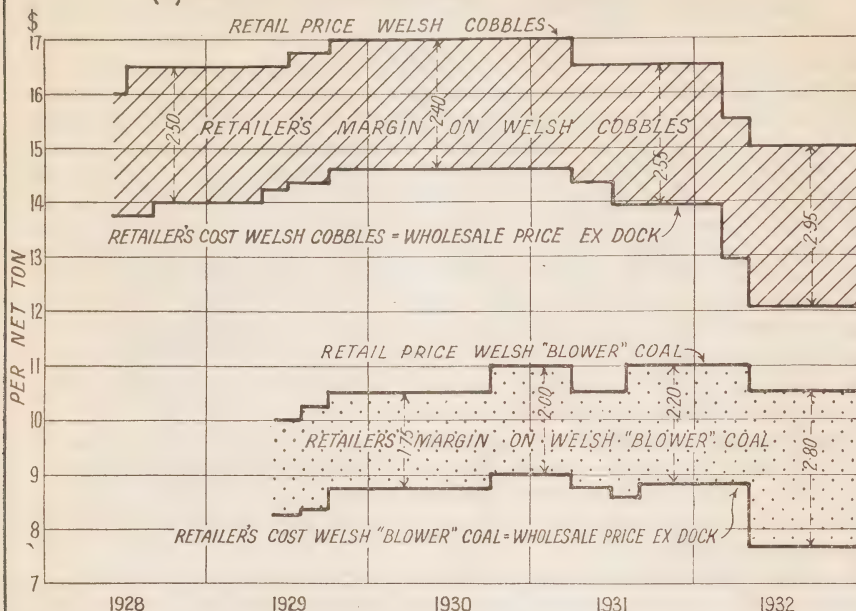 $
RETAIL PRICE WELSH COBBLES
17
16
2.50
RETAILER'S MARGIN ON WELSH COBBLES
2.40
2.55
15
14
RETAILER'S COST WELSH COBBLES = WHOLESALE PRICE EX DOCK
2.95
13
12
PER NET TON
11
RETAIL PRICE WELSH "BLOWER" COAL
10
1.75
2.00
2.20
2.80
RETAILERS MARGIN ON WELSH "BLOWER" COAL
9
8
RETAILER'S COST WELSH "BLOWER" COAL = WHOLESALE PRICE EX DOCK
7
1928 1929 1930 1931 1932